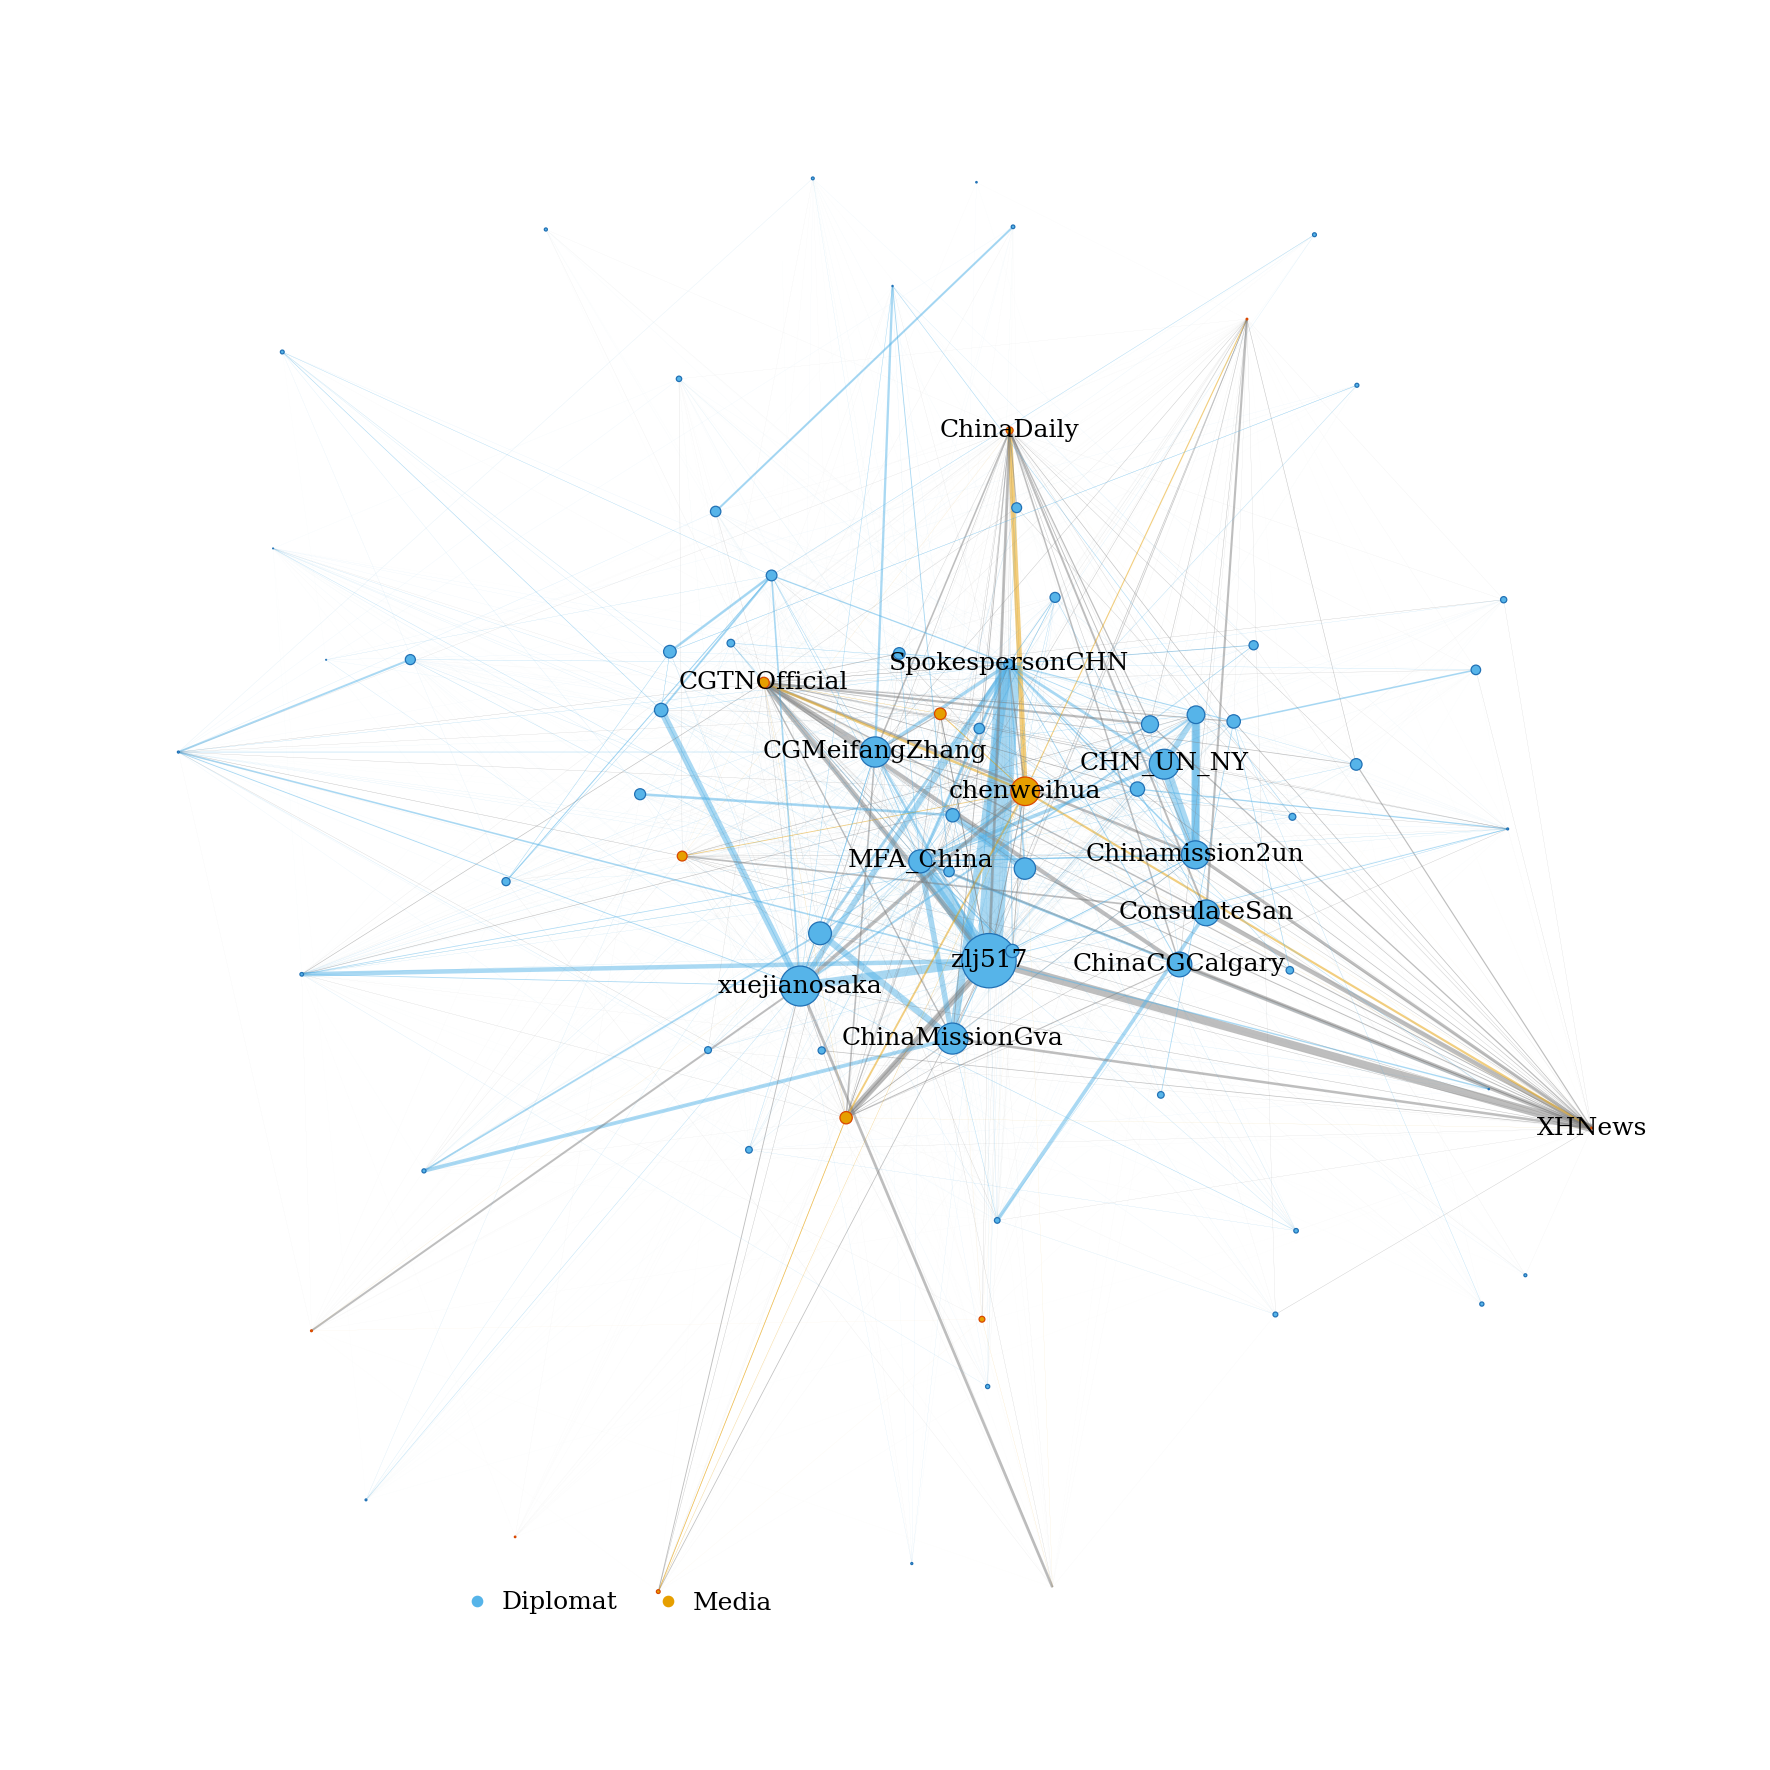 ChinaDaily
SpokespersonCHN
CGTNOfficial
CGMeifangZhang
CHN_UN_NY
chenweihua
MFA_China
Chinamission2un
ConsulateSan
zlj517
ChinaCGCalgary
xuejianosaka
ChinaMissionGva
XHNews
Diplomat
Media